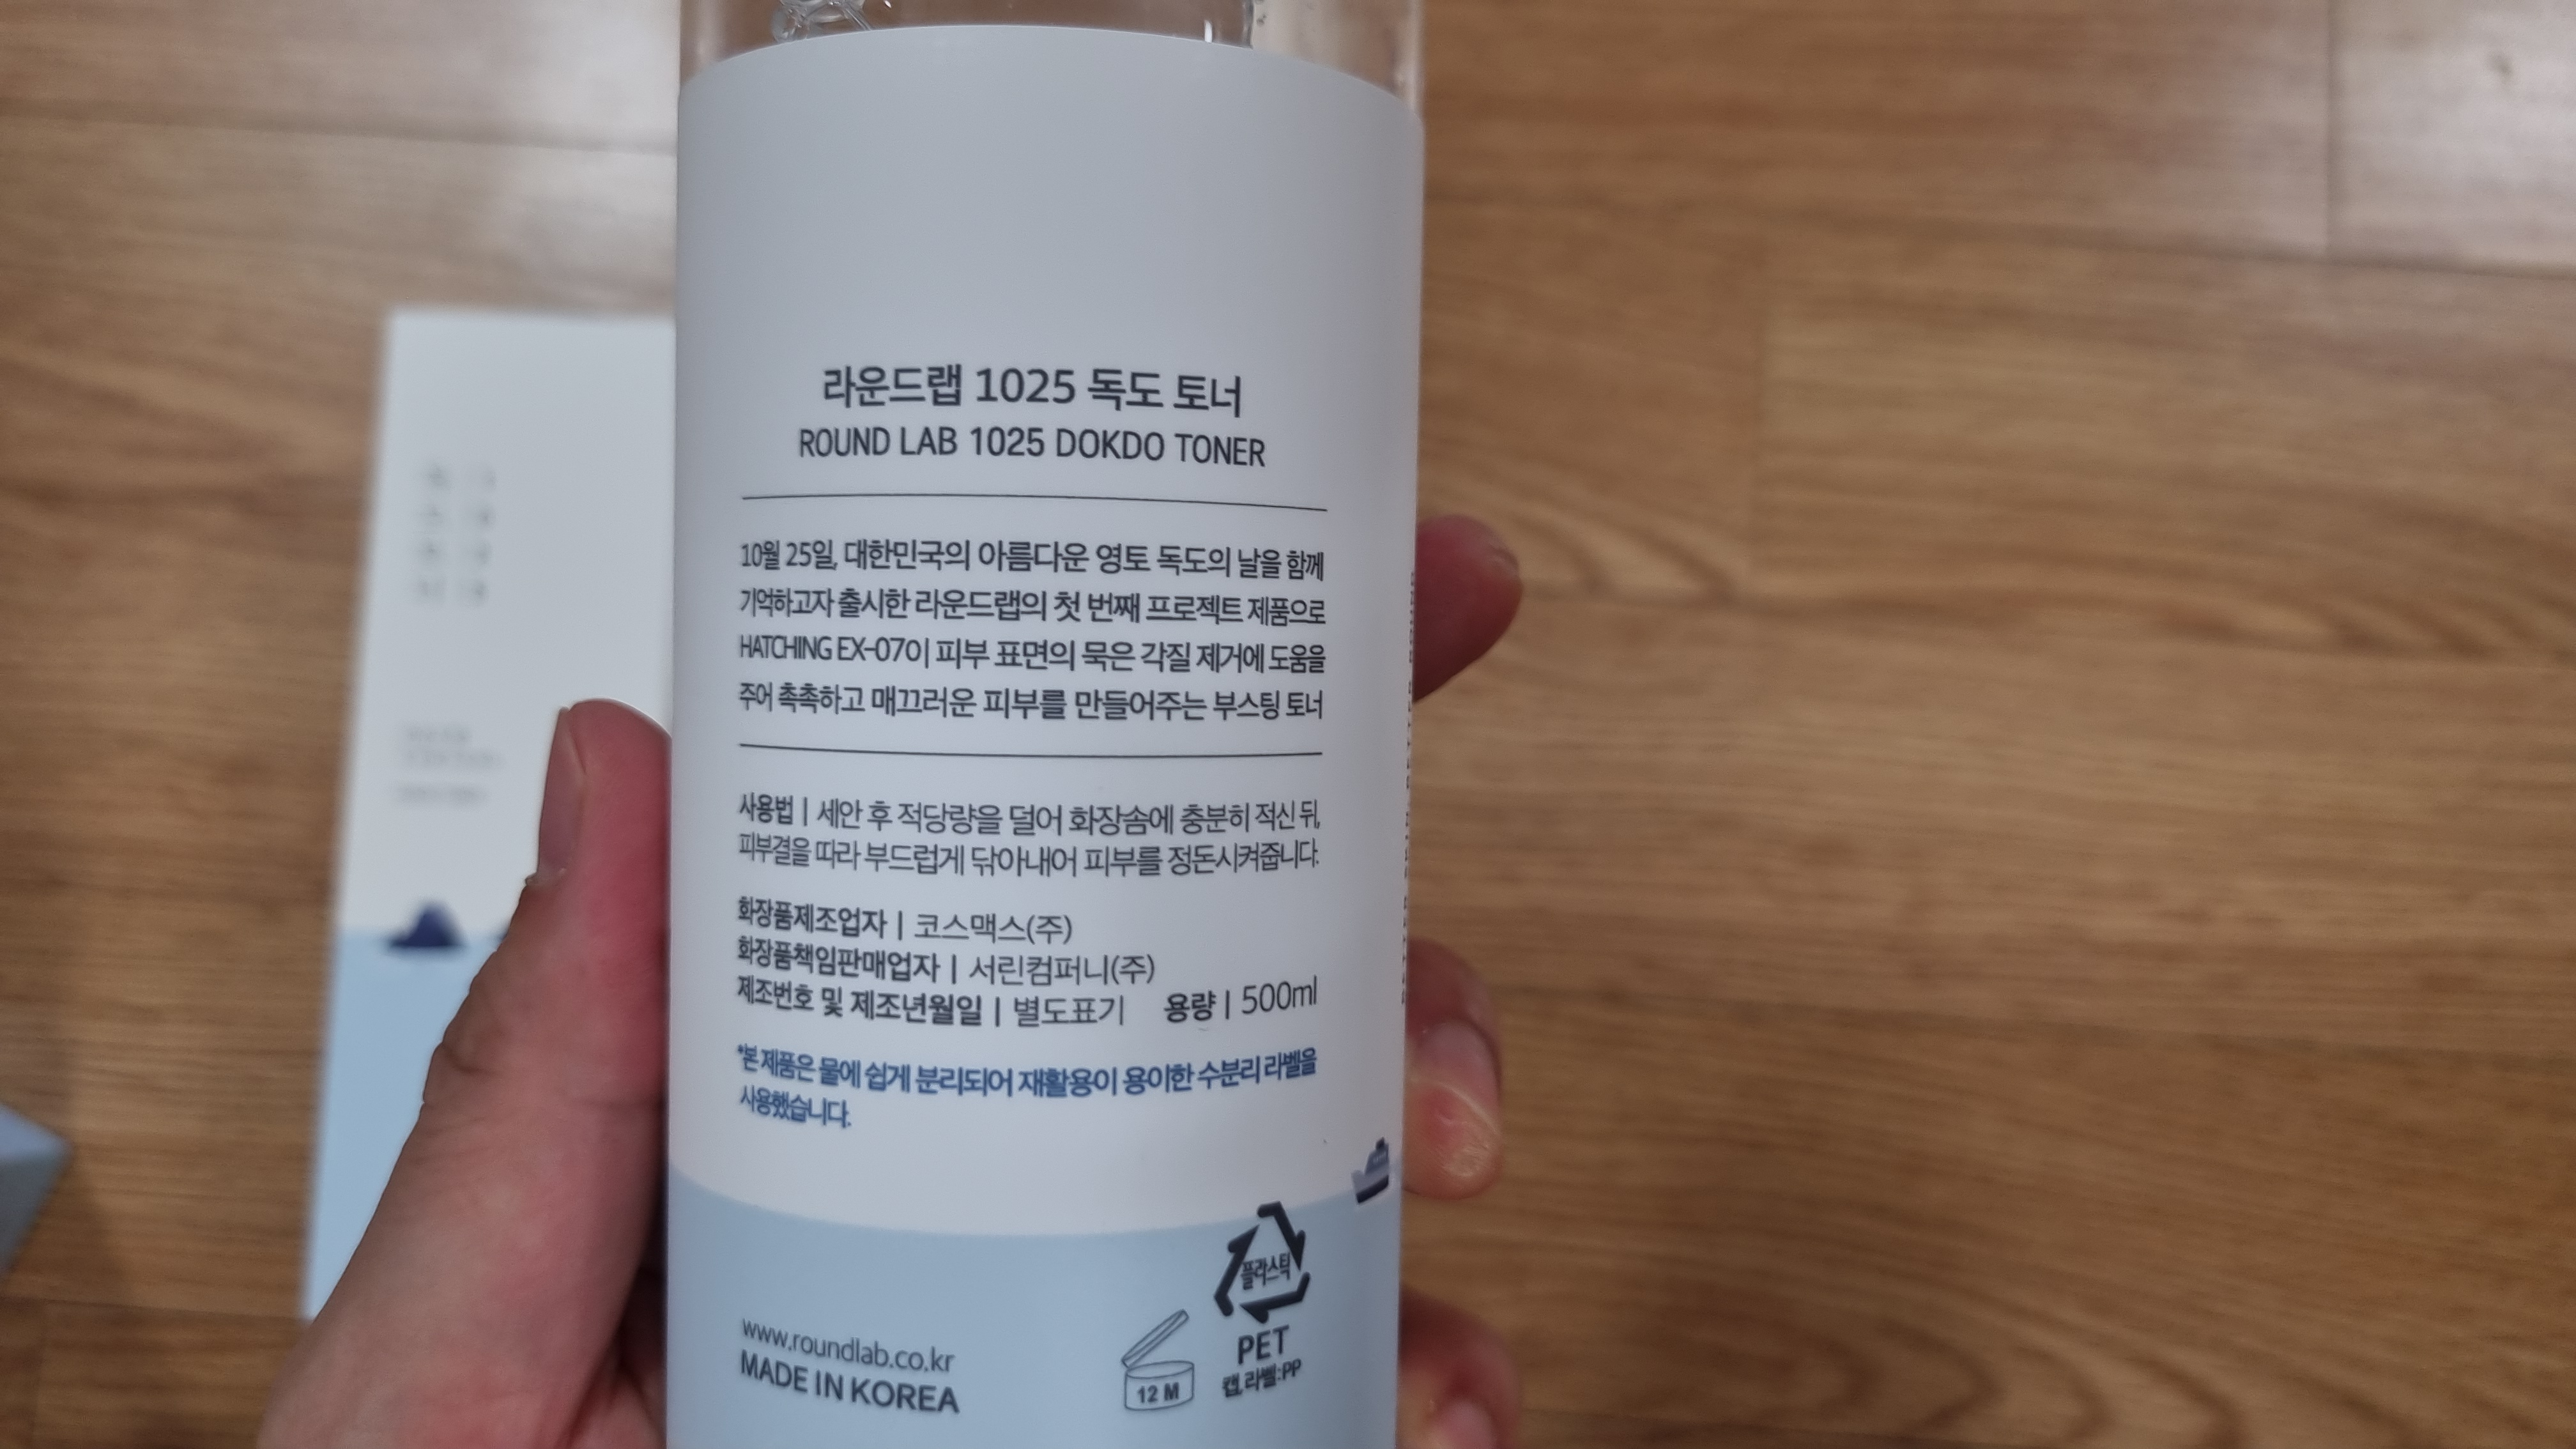 라운드랩 1025 독도 토너
ROUND LAB 1025 DOKDO TONER
10월 25일, 대한민국의 아름다운 영토 독도의 날을 함께
기억하고자 출시한 라운드랩의 첫 번째 프로젝트 제품으로
HATCHING EX-07이 피부 표면의 묵은 각질 제거에 도움을
주어 촉촉하고 매끄러운 피부를 만들어주는 부스팅 토너
사용법 | 세안 후 적당량을 덜어 화장솜에 충분히 적신 뒤,
피부결을 따라 부드럽게 닦아내어 피부를 정돈시켜줍니다.
화장품제조업자 | 코스맥스(주)
화장품책임판매업자 | 서린컴퍼니(주)
제조번호 및 제조년월일 | 별도표기 용량 | 500ml
*본 제품은 물에 쉽게 분리되어 재활용이 용이한 수분리 라벨을
사용했습니다.
플라스틱
PET
캡,라벨:PP
12 M
www.roundlab.co.kr
MADE IN KOREA